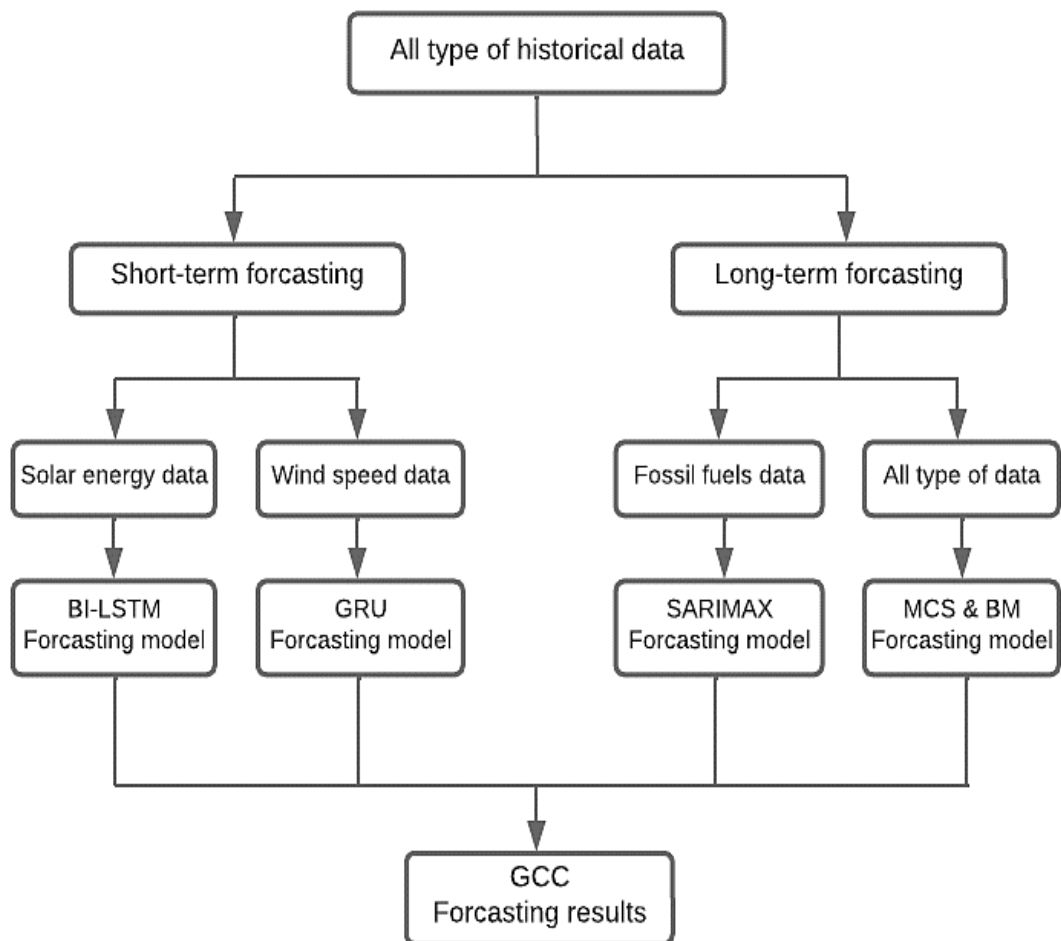 All type of historical data
Short-term forcasting
Long-term forcasting
Solar energy data
Wind speed data
Fossil fuels data
All type of data
BI-LSTM
Forcasting model
GRU
Forcasting model
SARIMAX
Forcasting model
MCS & BM
Forcasting model
GCC
Forcasting results